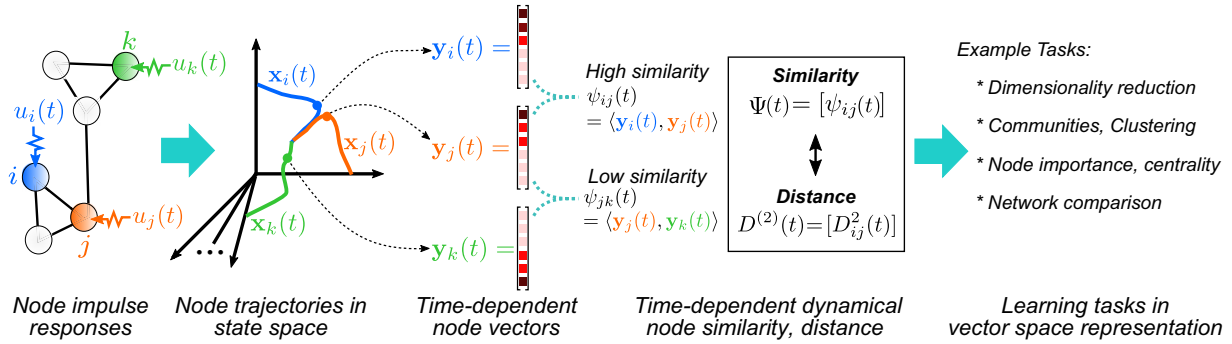 k
u_k(t)
u_i(t)
i
u_j(t)
j
Node impulse
responses
x_i(t)
x_j(t)
x_k(t)
...
Node trajectories in
state space
y_i(t) =
y_j(t) =
y_k(t) =
Time-dependent
node vectors
High similarity
ψ_ij(t)
= ⟨y_i(t), y_j(t)⟩
Low similarity
ψ_jk(t)
= ⟨y_j(t), y_k(t)⟩
Similarity
Ψ(t) = [ψ_ij(t)]
Distance
D^(2)(t) = [D²_ij(t)]
Time-dependent dynamical
node similarity, distance
Example Tasks:
* Dimensionality reduction
* Communities, Clustering
* Node importance, centrality
* Network comparison
Learning tasks in
vector space representation